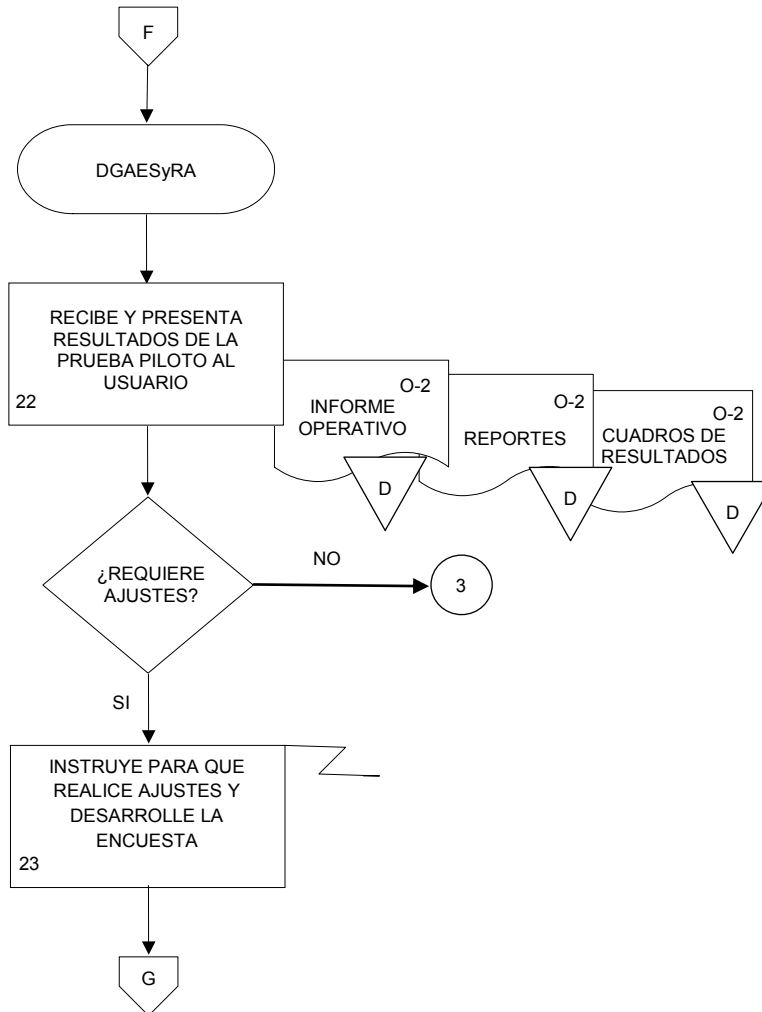 F
DGAESyRA
RECIBE Y PRESENTA
RESULTADOS DE LA
PRUEBA PILOTO AL
USUARIO
22
O-2
INFORME
OPERATIVO
D
O-2
REPORTES
D
O-2
CUADROS DE
RESULTADOS
D
¿REQUIERE
AJUSTES?
NO
3
SI
INSTRUYE PARA QUE
REALICE AJUSTES Y
DESARROLLE LA
ENCUESTA
23
G